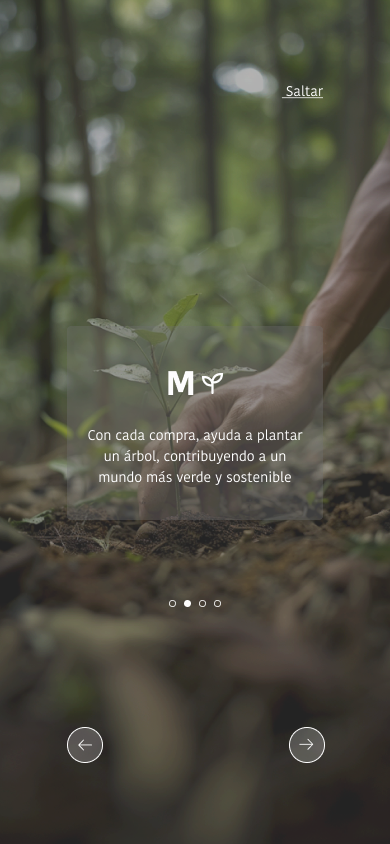 Saltar
M
Con cada compra, ayuda a plantar
un árbol, contribuyendo a un
mundo más verde y sostenible